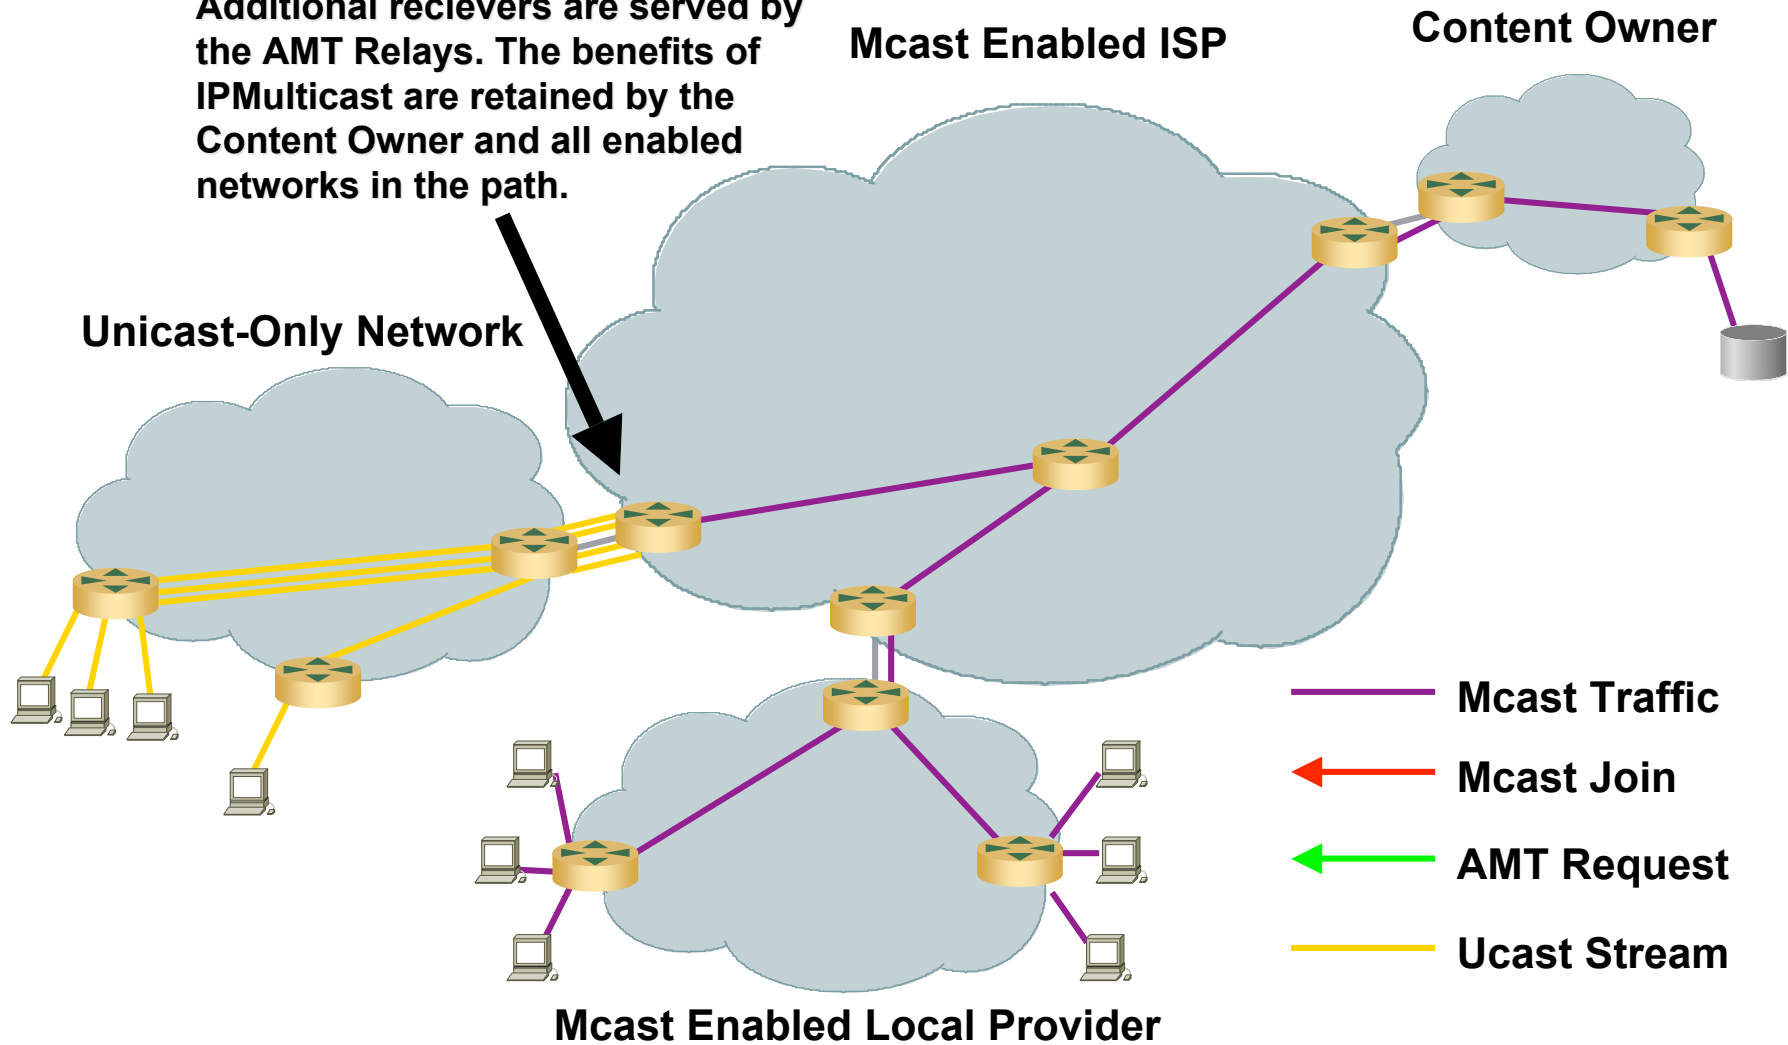 Additional recievers are served by
the AMT Relays. The benefits of
IPMulticast are retained by the
Content Owner and all enabled
networks in the path.
Mcast Enabled ISP
Content Owner
Unicast-Only Network
Mcast Traffic
Mcast Join
AMT Request
Ucast Stream
Mcast Enabled Local Provider